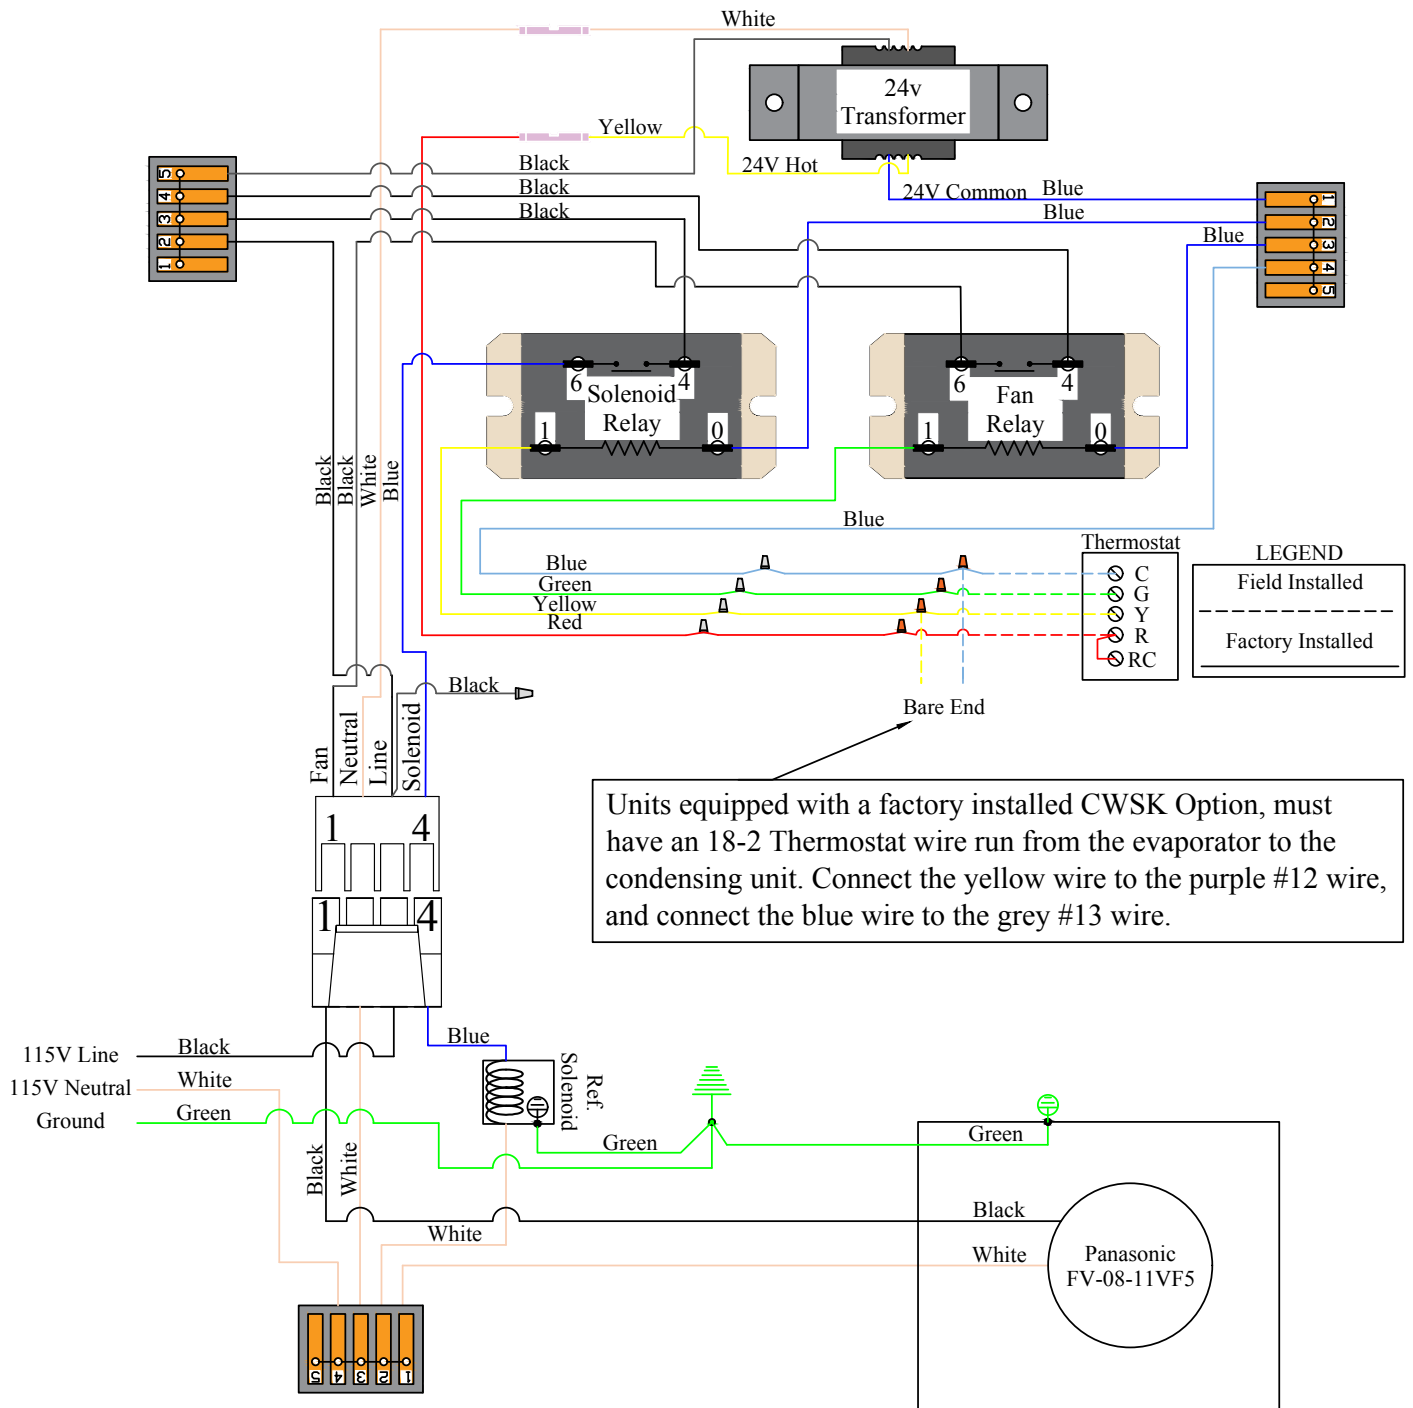 White
24v
Transformer
Yellow
24V Hot
Black
Black
Black
24V Common
Blue
Blue
Blue
5
4
3
2
1
1
2
3
4
5
6
4
Solenoid
Relay
1
0
6
4
Fan
Relay
1
0
Black
Black
White
Blue
Blue
Blue
Green
Yellow
Red
Thermostat
C
G
Y
R
RC
LEGEND
Field Installed
Factory Installed
Black
Bare End
Fan
Neutral
Line
Solenoid
1
4
Units equipped with a factory installed CWSK Option, must
have an 18-2 Thermostat wire run from the evaporator to the
condensing unit. Connect the yellow wire to the purple #12 wire,
and connect the blue wire to the grey #13 wire.
1
4
115V Line
Black
115V Neutral
White
Ground
Green
Blue
Ref.
Solenoid
Green
Green
Black
White
White
Black
White
Panasonic
FV-08-11VF5
5
4
3
2
1